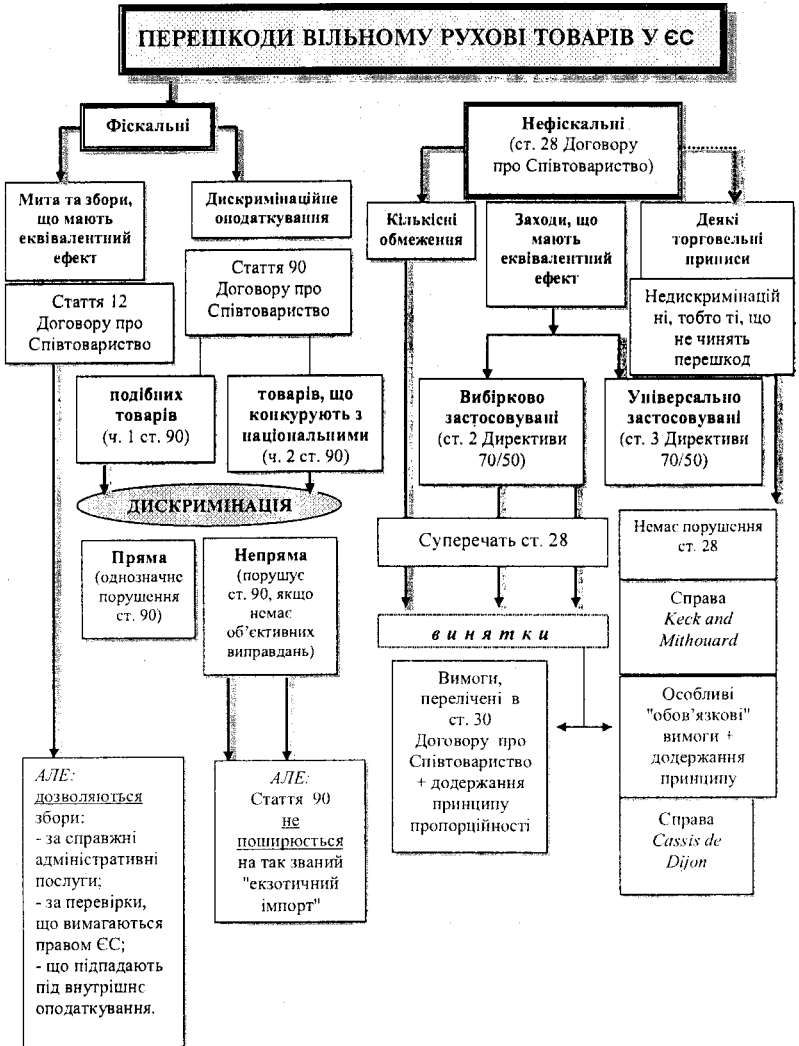 ПЕРЕШКОДИ ВІЛЬНОМУ РУХОВІ ТОВАРІВ У ЄС
Фіскальні
Мита та збори,
що мають
еквівалентний
ефект
Стаття 12
Договору про
Співтовариство
Дискримінаційне
оподаткування
Стаття 90
Договору про
Співтовариство
подібних
товарів
(ч. 1 ст. 90)
товарів, що
конкурують з
національними
(ч. 2 ст. 90)
ДИСКРИМІНАЦІЯ
Пряма
(однозначне
порушення
ст. 90)
Непряма
(порушує
ст. 90, якщо
немає
об'єктивних
виправдань)
АЛЕ:
дозволяються
збори:
- за справжні
адміністративні
послуги;
- за перевірки,
що вимагаються
правом ЄС;
- що підпадають
під внутрішнє
оподаткування.
АЛЕ:
Стаття 90
не
поширюється
на так званий
"екзотичний
імпорт"
Нефіскальні
(ст. 28 Договору
про Співтовариство)
Кількісні
обмеження
Заходи, що
мають
еквівалентний
ефект
Деякі
торговельні
приписи
Недискримінацій
ні, тобто ті, що
не чинять
перешкод
Вибірково
застосовувані
(ст. 2 Директиви
70/50)
Універсально
застосовувані
(ст. 3 Директиви
70/50)
Суперечать ст. 28
винятки
Вимоги,
перелічені в
ст. 30
Договору про
Співтовариство
+ додержання
принципу
пропорційності
Немає порушення
ст. 28
Справа
Keck and
Mithouard
Особливі
"обов'язкові"
вимоги +
додержання
принципу
Справа
Cassis de
Dijon